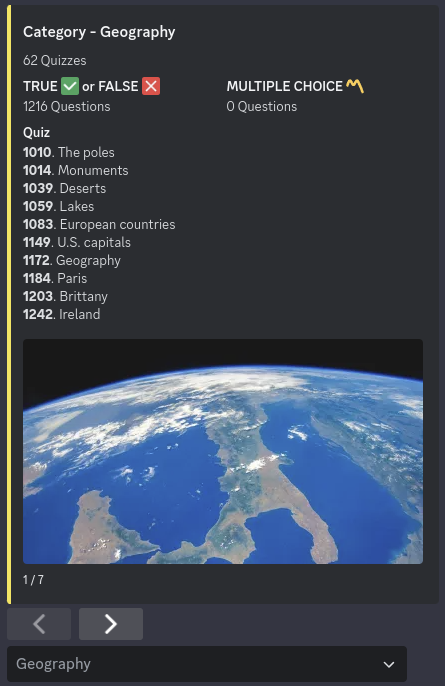 Category - Geography
62 Quizzes
TRUE ✅ or FALSE ❌
1216 Questions
MULTIPLE CHOICE 〽️
0 Questions
Quiz
1010. The poles
1014. Monuments
1039. Deserts
1059. Lakes
1083. European countries
1149. U.S. capitals
1172. Geography
1184. Paris
1203. Brittany
1242. Ireland
1 / 7
Geography